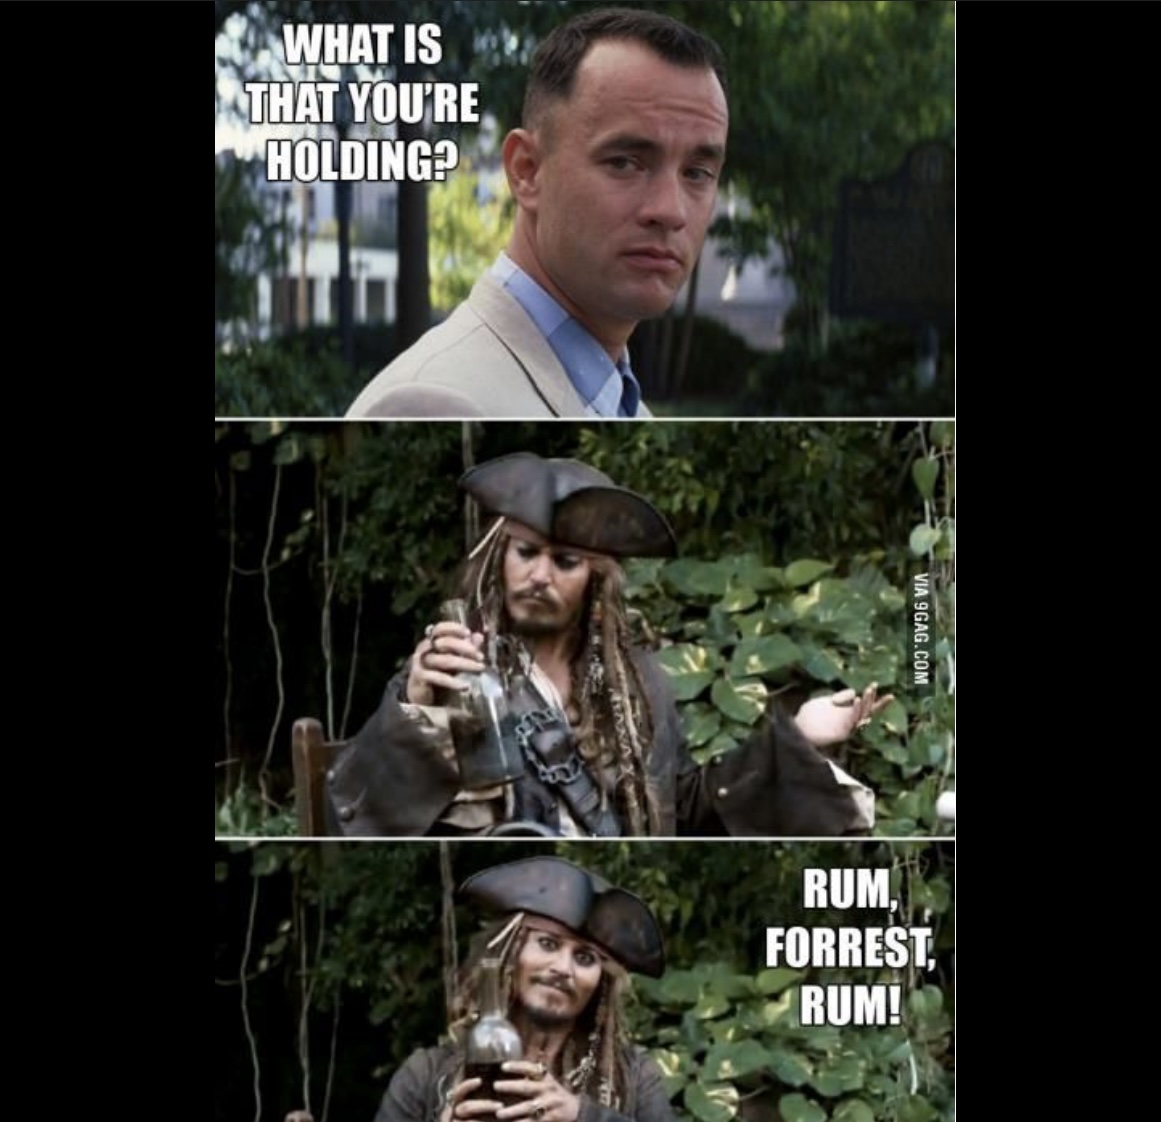 WHAT IS
THAT YOU'RE
HOLDING?
VIA 9GAG.COM
RUM,
FORREST,
RUM!